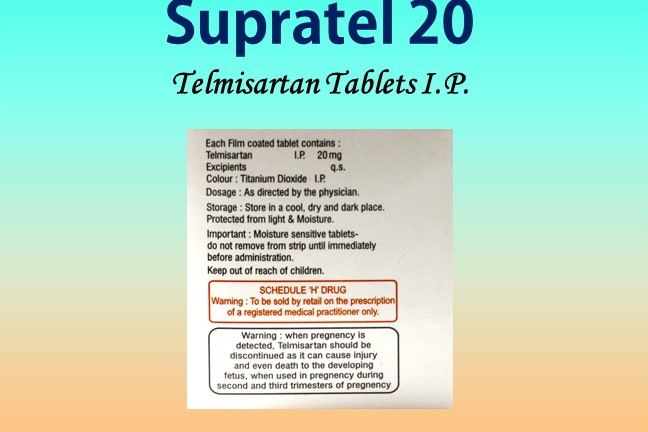 Supratel 20
Telmisartan Tablets I.P.
Each Film coated tablet contains :
Telmisartan I.P. 20 mg
Excipients q.s.
Colour : Titanium Dioxide I.P.
Dosage : As directed by the physician.
Storage : Store in a cool, dry and dark place.
Protected from light & Moisture.
Important : Moisture sensitive tablets-
do not remove from strip until immediately
before administration.
Keep out of reach of children.
SCHEDULE 'H' DRUG
Warning : To be sold by retail on the prescription
of a registered medical practitioner only.
Warning : when pregnancy is
detected, Telmisartan should be
discontinued as it can cause injury
and even death to the developing
fetus, when used in pregnancy during
second and third trimesters of pregnancy